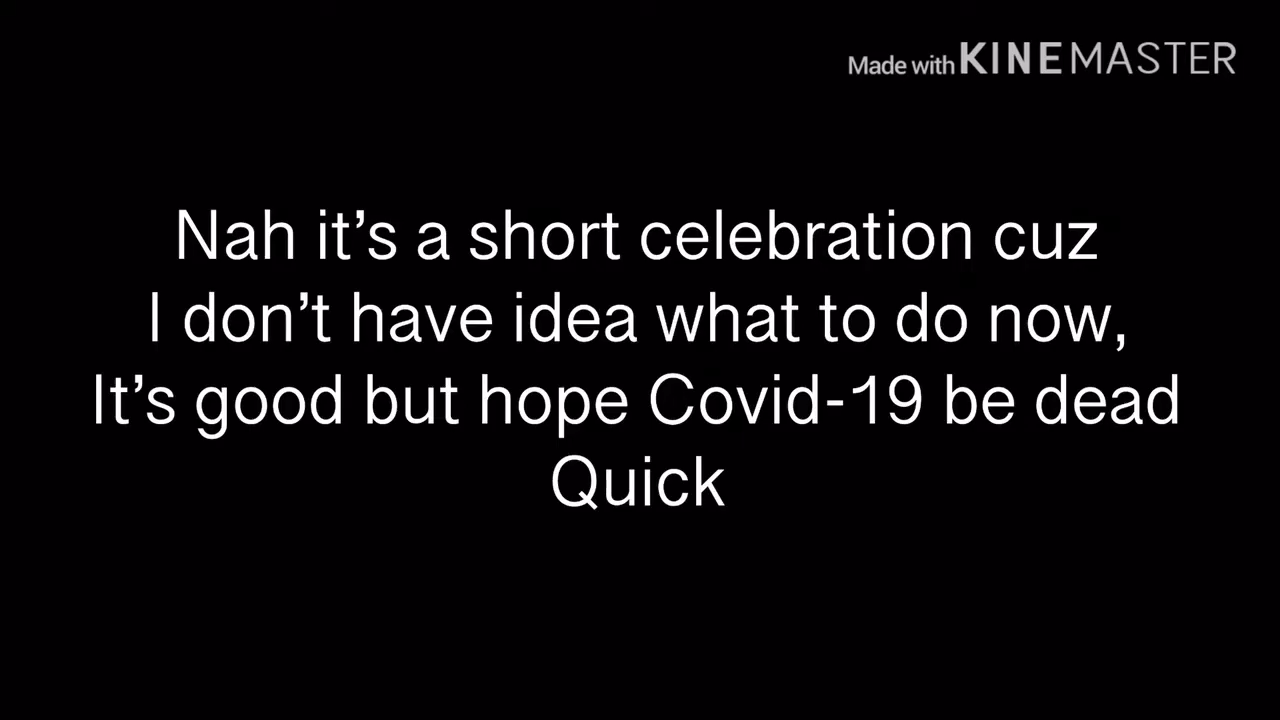 Made with KINEMASTER
Nah it’s a short celebration cuz
I don’t have idea what to do now,
It’s good but hope Covid-19 be dead
Quick